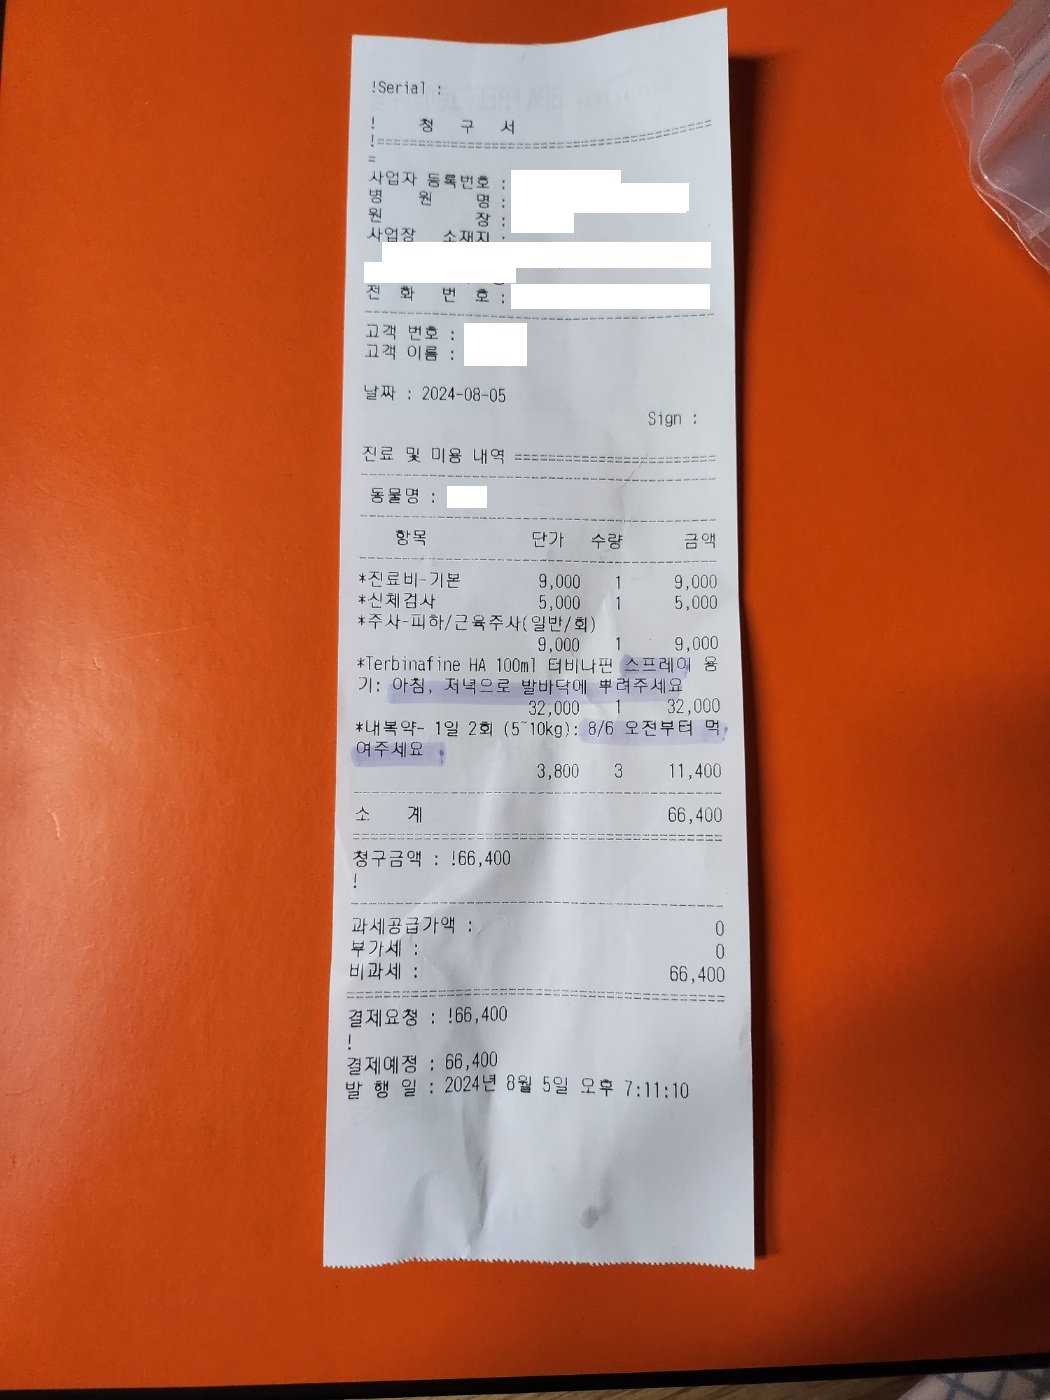 !Serial :
! 청 구 서
!==================================
=
사업자 등록번호 :
병 원 명 :
원 장 :
사업장 소재지 :
전 화 번 호 :
고객 번호 :
고객 이름 :
날짜 : 2024-08-05
Sign :
진료 및 미용 내역 ====================
동물명 :
항목 단가 수량 금액
*진료비-기본 9,000 1 9,000
*신체검사 5,000 1 5,000
*주사-피하/근육주사(일반/회)
9,000 1 9,000
*Terbinafine HA 100ml 터비나핀 스프레이 용
기: 아침, 저녁으로 발바닥에 뿌려주세요
32,000 1 32,000
*내복약- 1일 2회 (5~10kg): 8/6 오전부터 먹
여주세요
3,800 3 11,400
소 계 66,400
청구금액 : !66,400
!
과세공급가액 : 0
부가세 : 0
비과세 : 66,400
결제요청 : !66,400
!
결제예정 : 66,400
발 행 일 : 2024년 8월 5일 오후 7:11:10